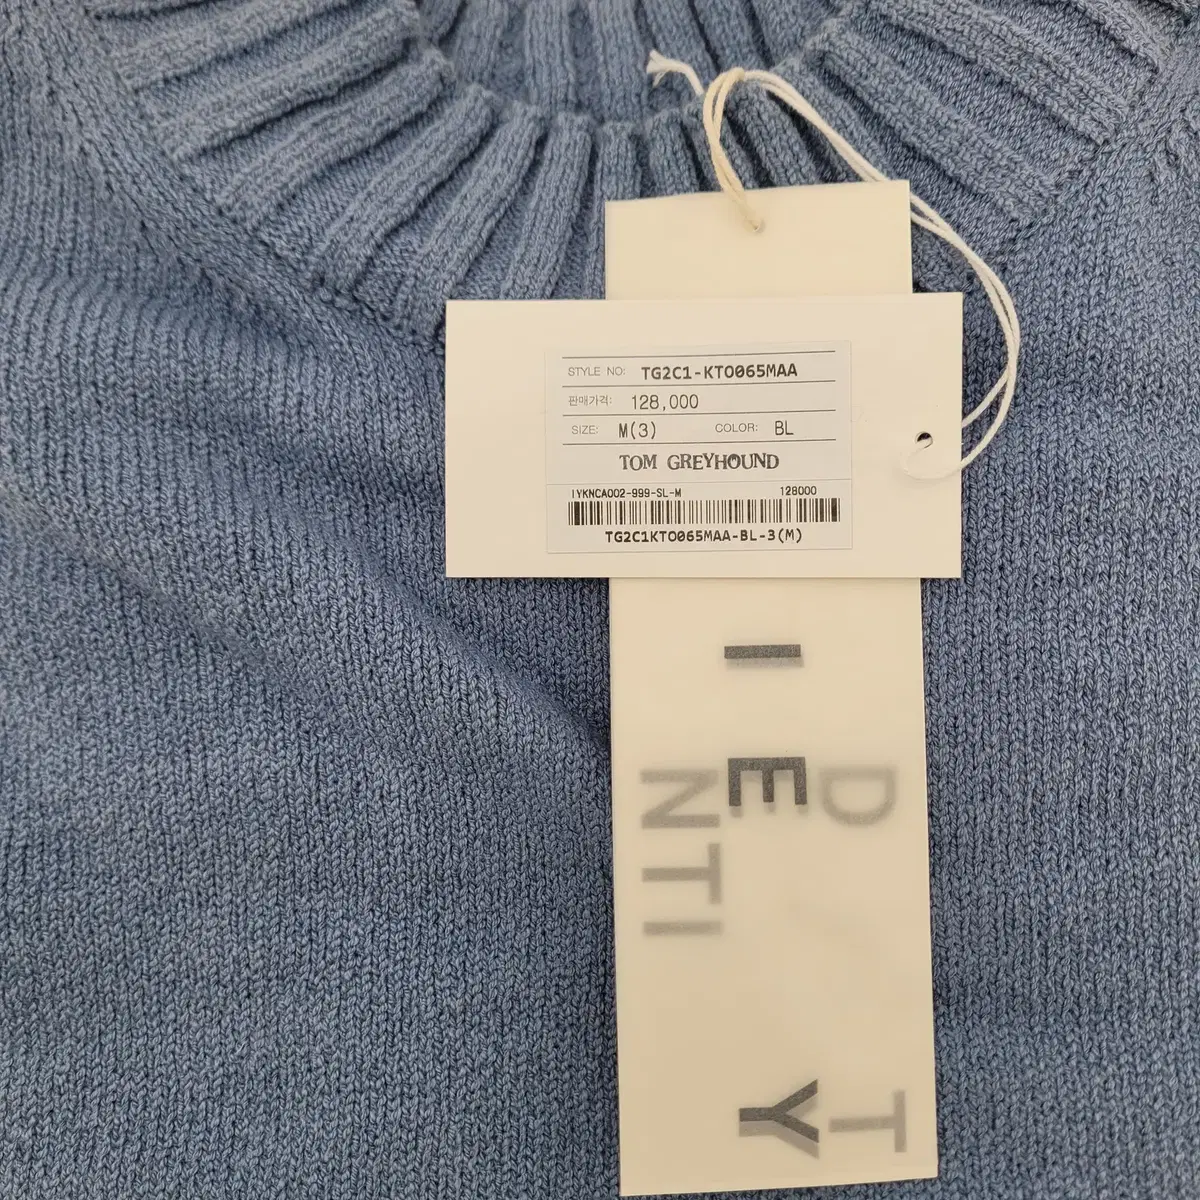 STYLE NO: TG2C1-KTO065MAA
판매가격: 128,000
SIZE: M(3) COLOR: BL
TOM GREYHOUND
IYKNCA002-999-SL-M 128000
TG2C1KTO065MAA-BL-3(M)
I
D
E
NTI
T
Y